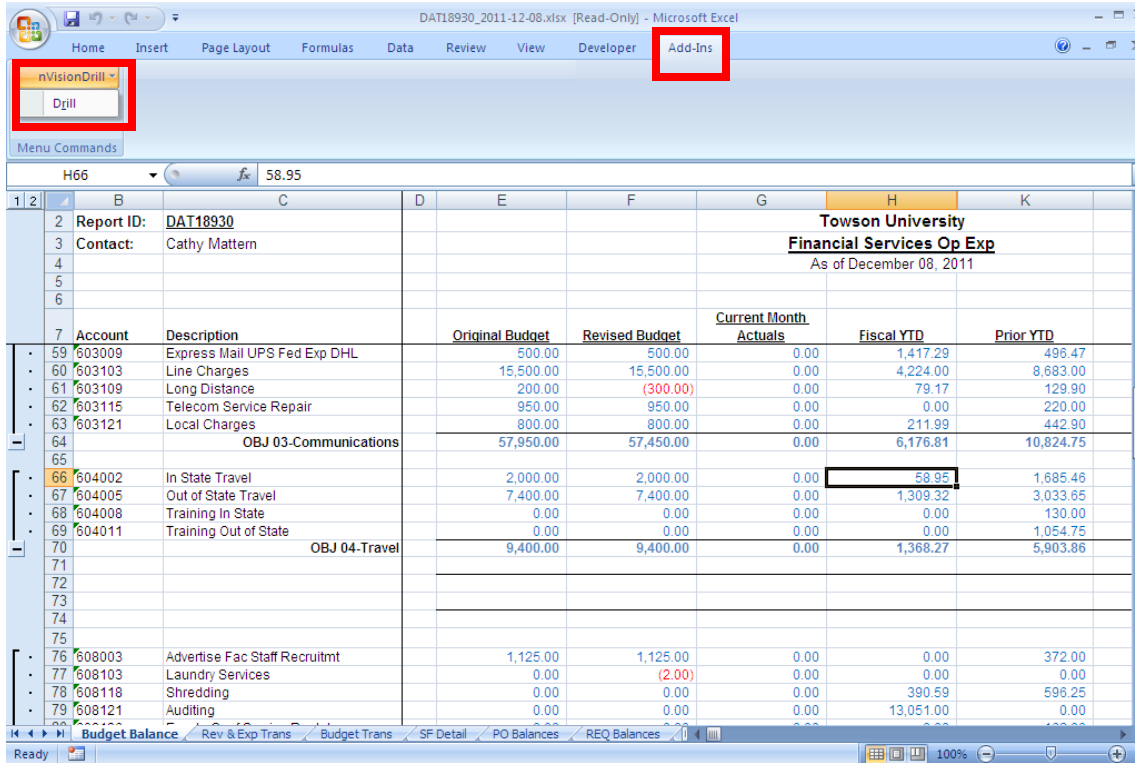 DAT18930_2011-12-08.xlsx [Read-Only] - Microsoft Excel
Home Insert Page Layout Formulas Data Review View Developer Add-Ins
nVisionDrill
Drill
Menu Commands
H66 fx 58.95
1 2 B C D E F G H K
2 Report ID: DAT18930 Towson University
3 Contact: Cathy Mattern Financial Services Op Exp
4 As of December 08, 2011
5
6
7 Account Description Original Budget Revised Budget Current Month Actuals Fiscal YTD Prior YTD
59 603009 Express Mail UPS Fed Exp DHL 500.00 500.00 0.00 1,417.29 496.47
60 603103 Line Charges 15,500.00 15,500.00 0.00 4,224.00 8,683.00
61 603109 Long Distance 200.00 (300.00) 0.00 79.17 129.90
62 603115 Telecom Service Repair 950.00 950.00 0.00 0.00 220.00
63 603121 Local Charges 800.00 800.00 0.00 211.99 442.90
64 OBJ 03-Communications 57,950.00 57,450.00 0.00 6,176.81 10,824.75
65
66 604002 In State Travel 2,000.00 2,000.00 0.00 58.95 1,685.46
67 604005 Out of State Travel 7,400.00 7,400.00 0.00 1,309.32 3,033.65
68 604008 Training In State 0.00 0.00 0.00 0.00 130.00
69 604011 Training Out of State 0.00 0.00 0.00 0.00 1,054.75
70 OBJ 04-Travel 9,400.00 9,400.00 0.00 1,368.27 5,903.86
71
72
73
74
75
76 608003 Advertise Fac Staff Recruitmt 1,125.00 1,125.00 0.00 0.00 372.00
77 608103 Laundry Services 0.00 (2.00) 0.00 0.00 0.00
78 608118 Shredding 0.00 0.00 0.00 390.59 596.25
79 608121 Auditing 0.00 0.00 0.00 13,051.00 0.00
Budget Balance Rev & Exp Trans Budget Trans SF Detail PO Balances REQ Balances
Ready 100%